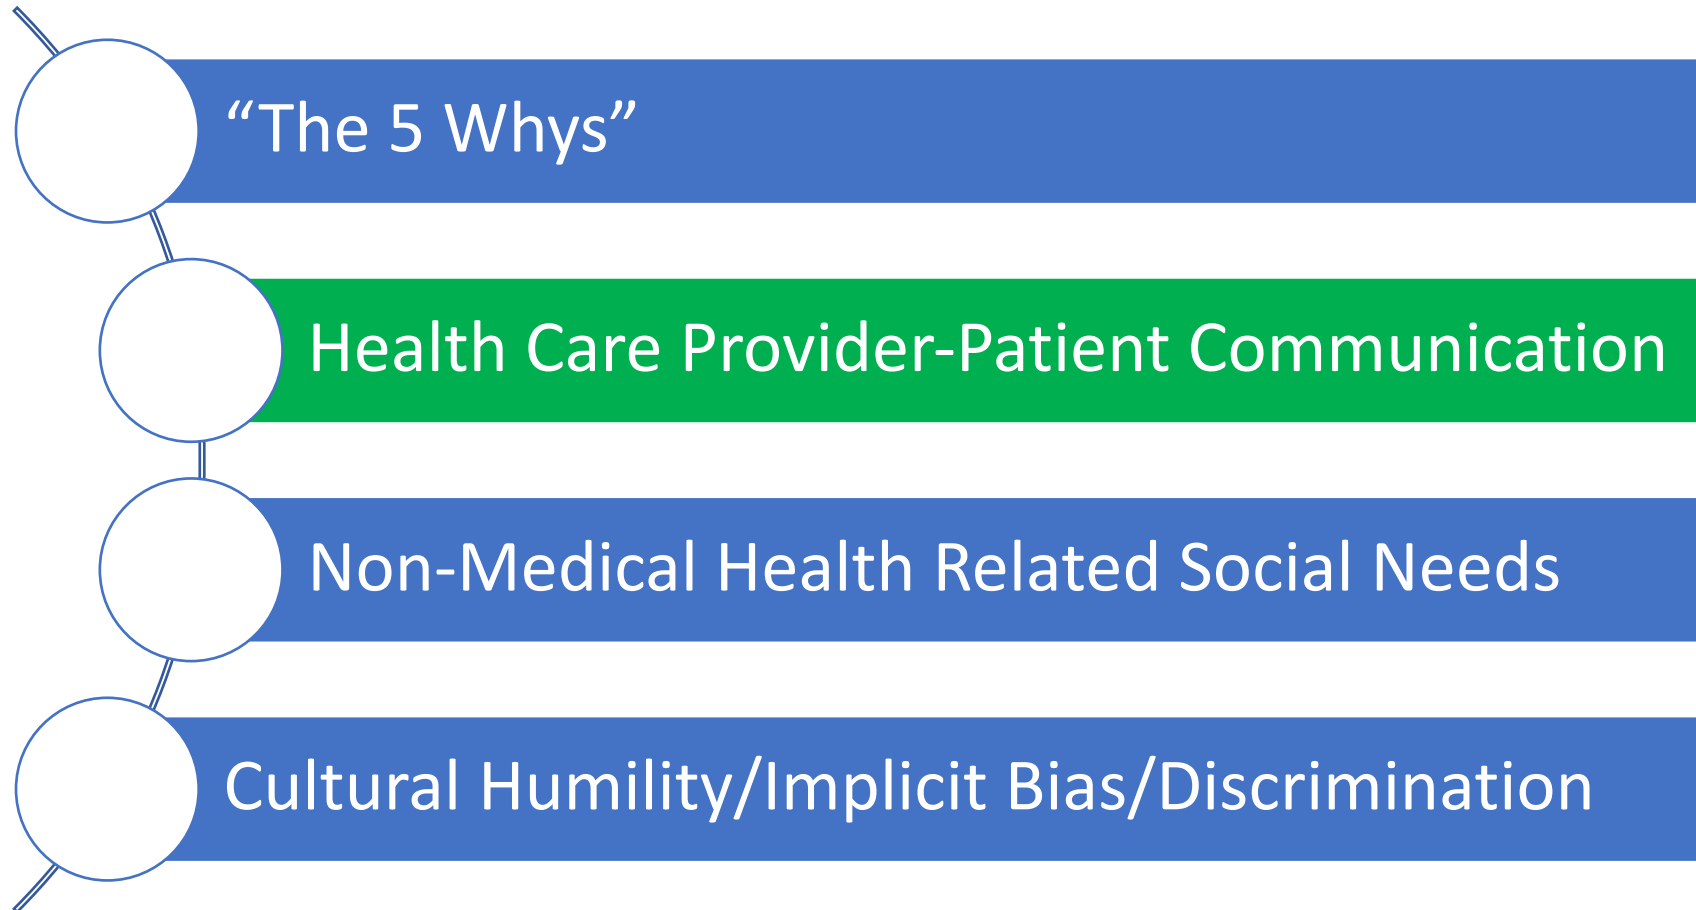 “The 5 Whys”
Health Care Provider-Patient Communication
Non-Medical Health Related Social Needs
Cultural Humility/Implicit Bias/Discrimination